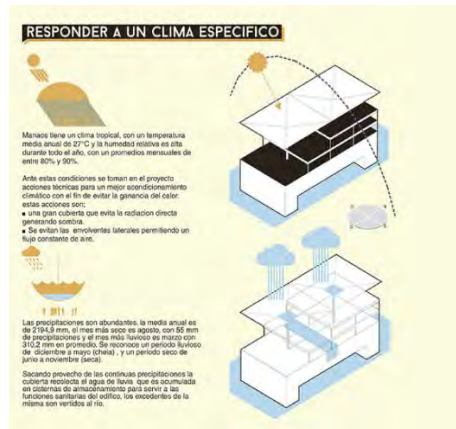 RESPONDER A UN CLIMA ESPECIFICO
Manaos tiene un clima tropical, con un temperatura
media anual de 27°C y la humedad relativa es alta
durante todo el año, con un promedios mensuales de
entre 80% y 90%.
Ante estas condiciones se toman en el proyecto
acciones técnicas para un mejor acondicionamiento
climático con el fin de evitar la ganancia del calor.
estas acciones son;
▪ una gran cubierta que evita la radiacion directa
generando sombra.
▪ Se evitan las envolventes laterales permitiendo un
flujo constante de aire.
Las precipitaciones son abundantes, la media anual es
de 2194,9 mm, el mes más seco es agosto, con 55 mm
de precipitaciones y el mes más lluvioso es marzo con
310,2 mm en promedio. Se reconoce un período lluvioso
de diciembre a mayo (cheia) , y un período seco de
junio a noviembre (seca).
Sacando provecho de las continuas precipitaciones la
cubierta recolecta el agua de lluvia que es acumulada
en cisternas de almacenamiento para servir a las
funciones sanitarias del edifico, los excedentes de la
misma son vertidos al río.